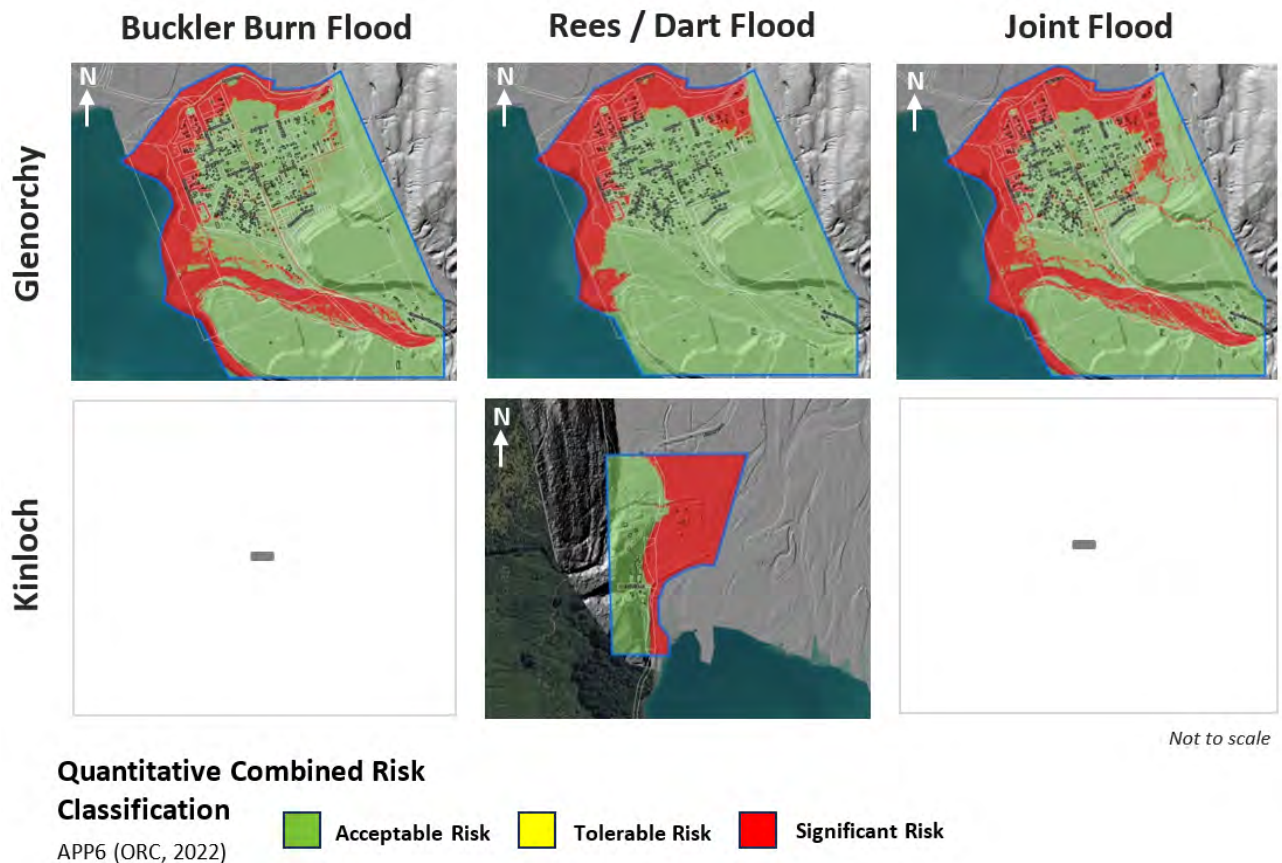 Buckler Burn Flood
Rees / Dart Flood
Joint Flood
Glenorchy
N
N
N
Kinloch
N
Not to scale
Quantitative Combined Risk
Classification
APP6 (ORC, 2022)
Acceptable Risk
Tolerable Risk
Significant Risk